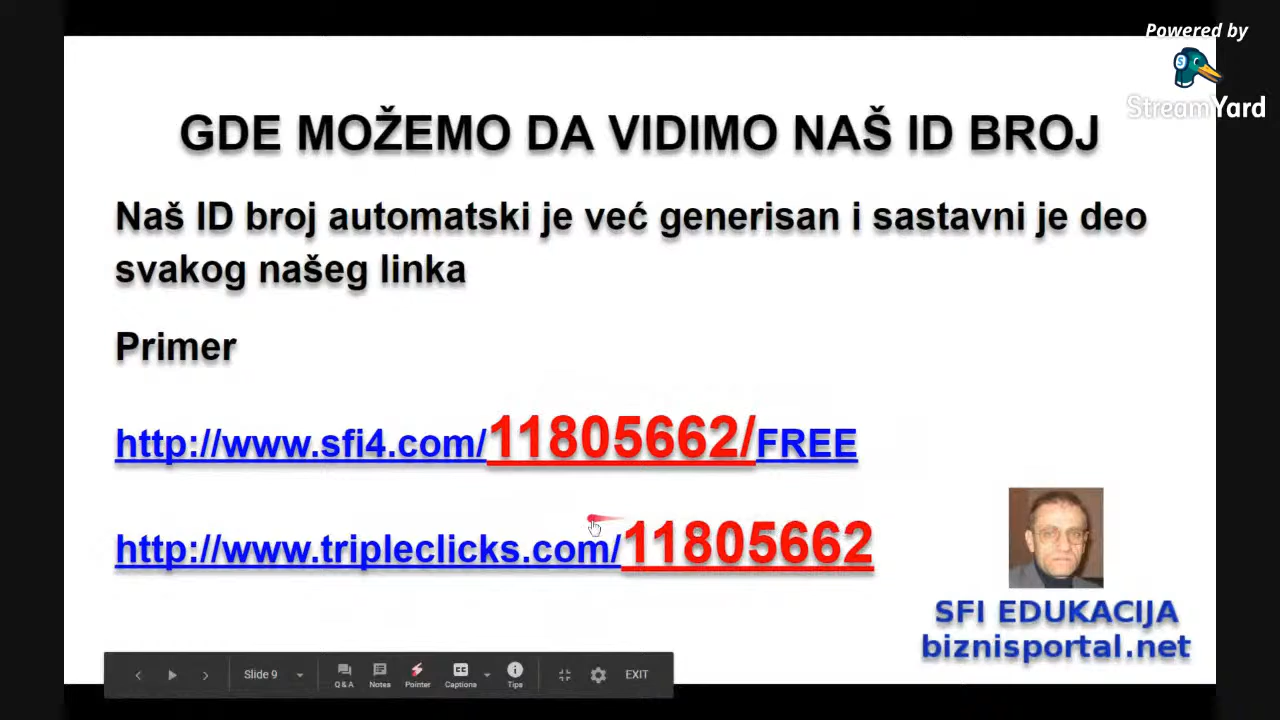 Powered by
StreamYard
GDE MOŽEMO DA VIDIMO NAŠ ID BROJ
Naš ID broj automatski je već generisan i sastavni je deo
svakog našeg linka
Primer
http://www.sfi4.com/11805662/FREE
http://www.tripleclicks.com/11805662
SFI EDUKACIJA
biznisportal.net
Slide 9
Q & A
Notes
Pointer
Captions
Tips
EXIT